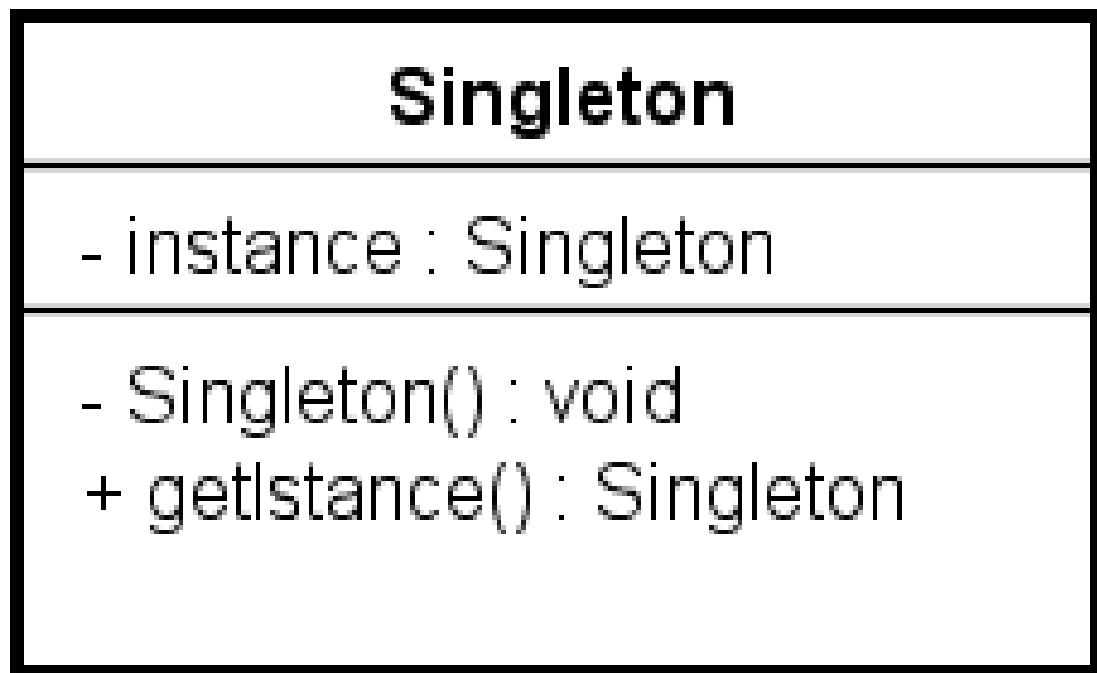 Singleton
- instance : Singleton
- Singleton() : void
+ getIstance() : Singleton